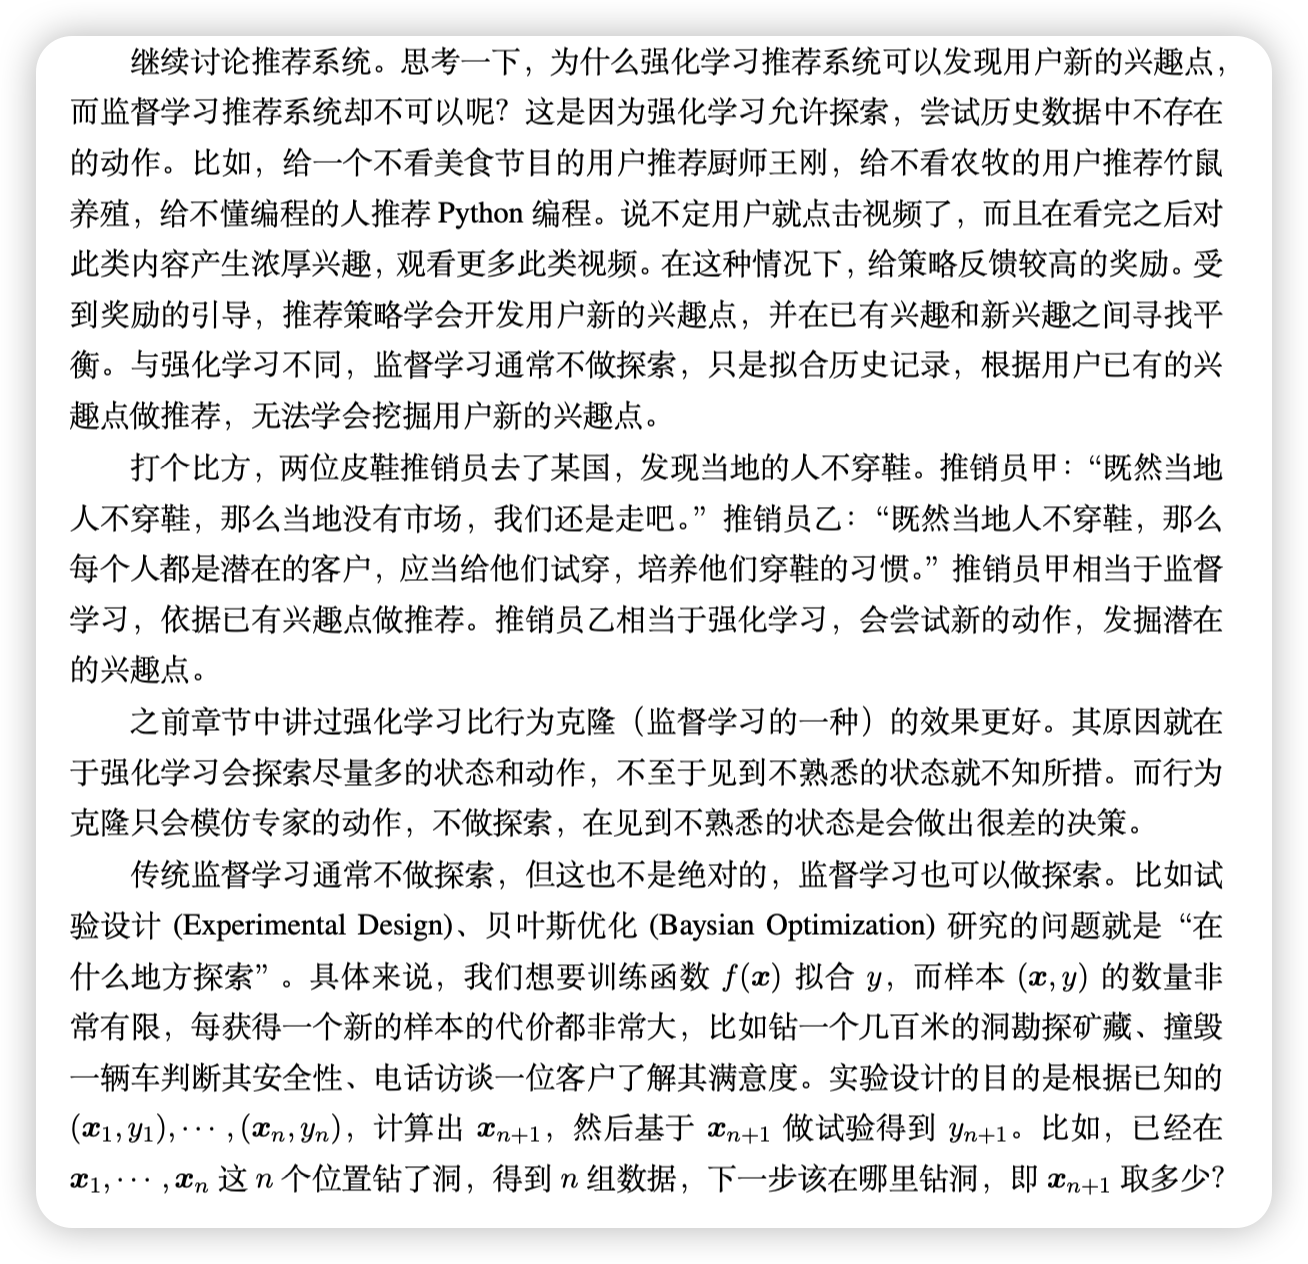 继续讨论推荐系统。思考一下，为什么强化学习推荐系统可以发现用户新的兴趣点，
而监督学习推荐系统却不可以呢？这是因为强化学习允许探索，尝试历史数据中不存在
的动作。比如，给一个不看美食节目的用户推荐厨师王刚，给不看农牧的用户推荐竹鼠
养殖，给不懂编程的人推荐 Python 编程。说不定用户就点击视频了，而且在看完之后对
此类内容产生浓厚兴趣，观看更多此类视频。在这种情况下，给策略反馈较高的奖励。受
到奖励的引导，推荐策略学会开发用户新的兴趣点，并在已有兴趣和新兴趣之间寻找平
衡。与强化学习不同，监督学习通常不做探索，只是拟合历史记录，根据用户已有的兴
趣点做推荐，无法学会挖掘用户新的兴趣点。
打个比方，两位皮鞋推销员去了某国，发现当地的人不穿鞋。推销员甲：“既然当地
人不穿鞋，那么当地没有市场，我们还是走吧。” 推销员乙：“既然当地人不穿鞋，那么
每个人都是潜在的客户，应当给他们试穿，培养他们穿鞋的习惯。” 推销员甲相当于监督
学习，依据已有兴趣点做推荐。推销员乙相当于强化学习，会尝试新的动作，发掘潜在
的兴趣点。
之前章节中讲过强化学习比行为克隆（监督学习的一种）的效果更好。其原因就在
于强化学习会探索尽量多的状态和动作，不至于见到不熟悉的状态就不知所措。而行为
克隆只会模仿专家的动作，不做探索，在见到不熟悉的状态是会做出很差的决策。
传统监督学习通常不做探索，但这也不是绝对的，监督学习也可以做探索。比如试
验设计 (Experimental Design)、贝叶斯优化 (Baysian Optimization) 研究的问题就是 “在
什么地方探索” 。具体来说，我们想要训练函数 f(x) 拟合 y，而样本 (x, y) 的数量非
常有限，每获得一个新的样本的代价都非常大，比如钻一个几百米的洞勘探矿藏、撞毁
一辆车判断其安全性、电话访谈一位客户了解其满意度。实验设计的目的是根据已知的
(x₁, y₁), ⋯ , (xₙ, yₙ)，计算出 xₙ₊₁，然后基于 xₙ₊₁ 做试验得到 yₙ₊₁。比如，已经在
x₁, ⋯ , xₙ 这 n 个位置钻了洞，得到 n 组数据，下一步该在哪里钻洞，即 xₙ₊₁ 取多少？